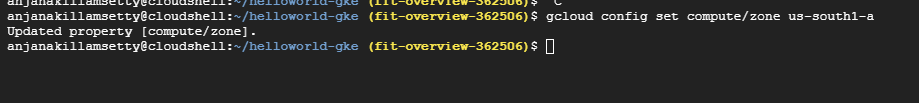 anjanakillamsetty@cloudshell:~/helloworld-gke (fit-overview-362506)$ ^C
anjanakillamsetty@cloudshell:~/helloworld-gke (fit-overview-362506)$ gcloud config set compute/zone us-south1-a
Updated property [compute/zone].
anjanakillamsetty@cloudshell:~/helloworld-gke (fit-overview-362506)$